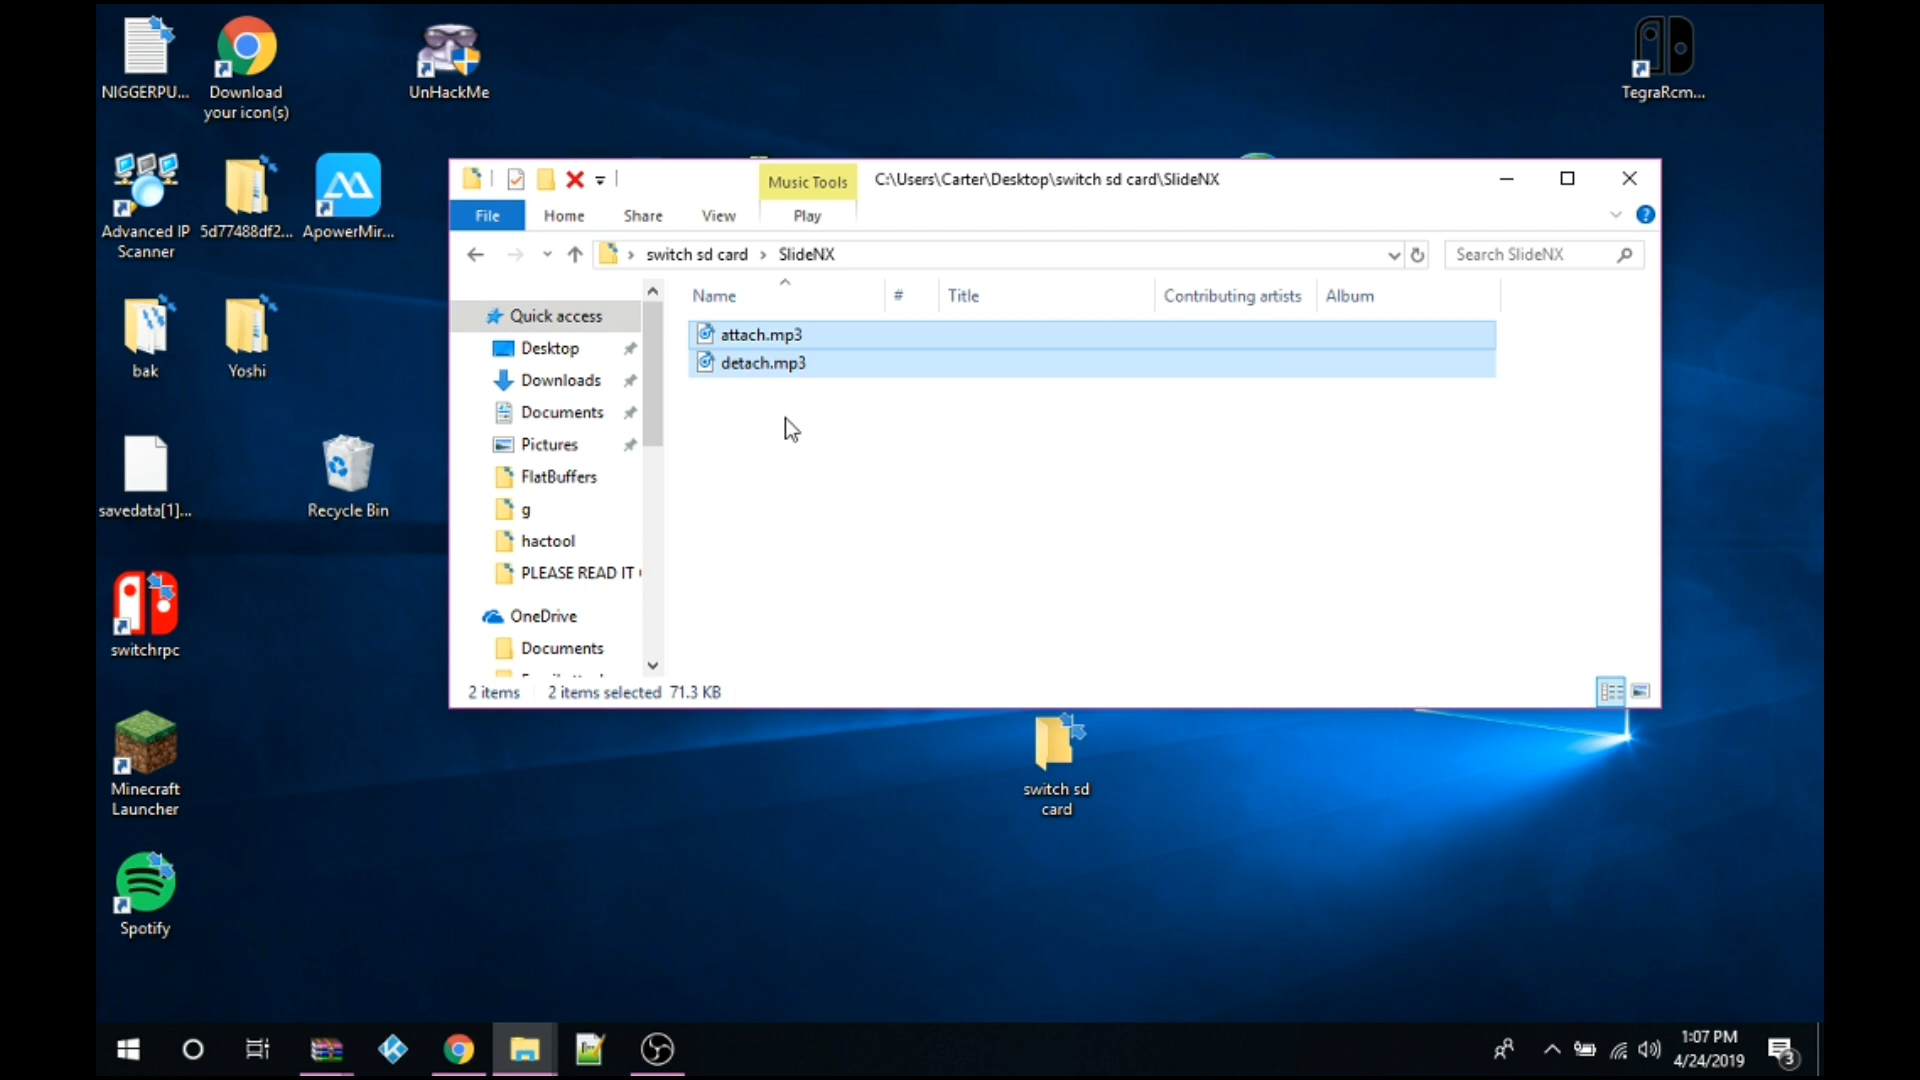 NIGGERPU...
Download
your icon(s)
UnHackMe
TegraRcm...
Advanced IP
Scanner
5d77488df2...
ApowerMir...
bak
Yoshi
savedata[1]...
Recycle Bin
switchrpc
Minecraft
Launcher
Spotify
Music Tools
C:\Users\Carter\Desktop\switch sd card\SlideNX
File
Home
Share
View
Play
switch sd card
SlideNX
Search SlideNX
Name
#
Title
Contributing artists
Album
Quick access
Desktop
Downloads
Documents
Pictures
FlatBuffers
g
hactool
PLEASE READ IT
OneDrive
Documents
attach.mp3
detach.mp3
2 items
2 items selected 71.3 KB
switch sd
card
1:07 PM
4/24/2019
3